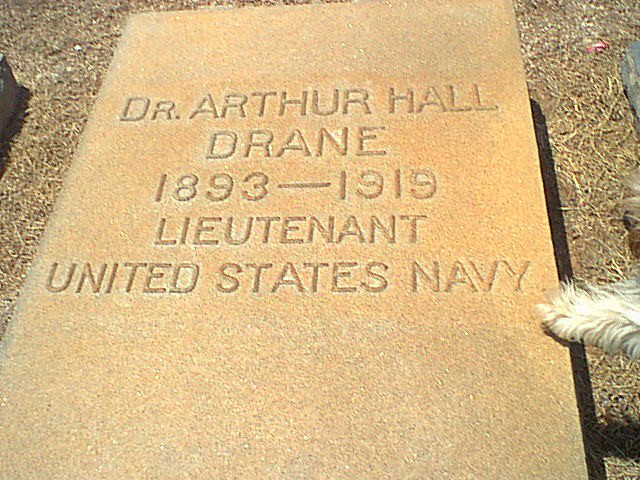 DR. ARTHUR HALL
DRANE
1893—1919
LIEUTENANT
UNITED STATES NAVY